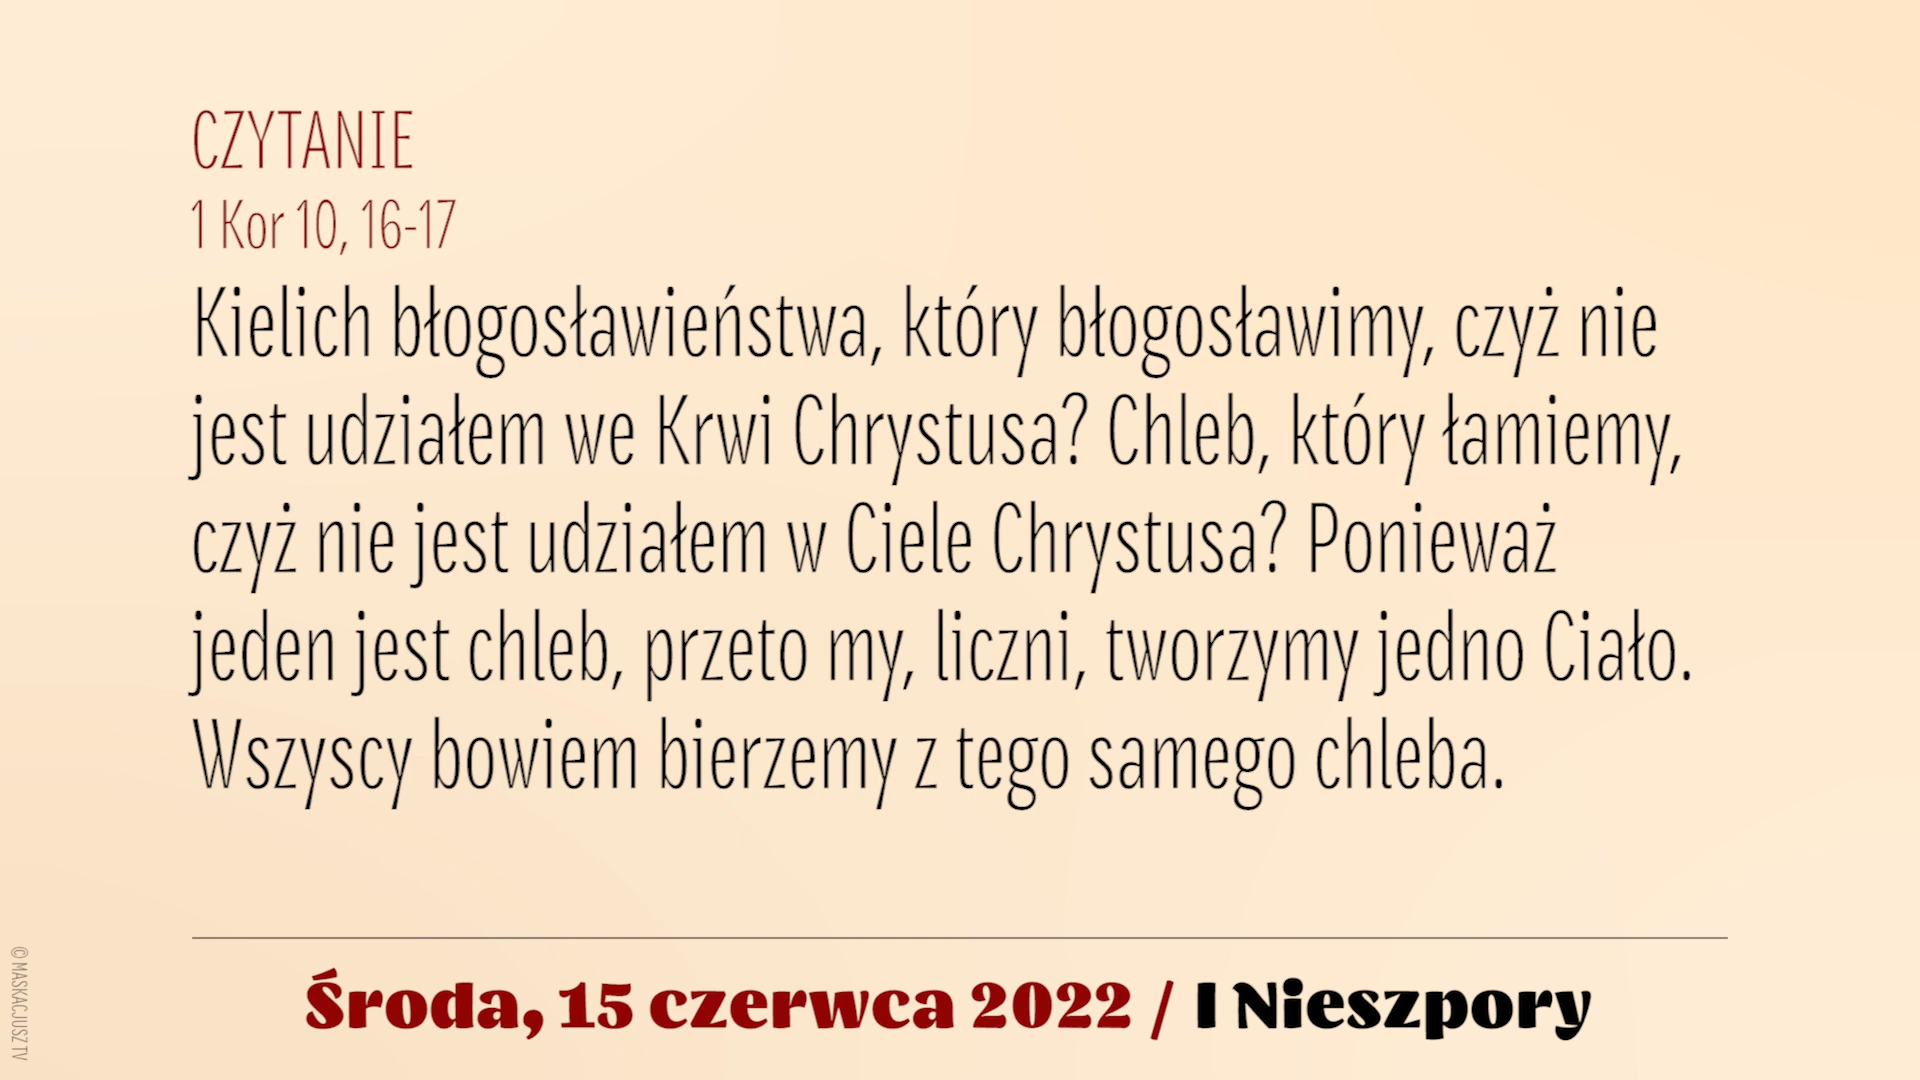 CZYTANIE
1 Kor 10, 16-17
Kielich błogosławieństwa, który błogosławimy, czyż nie
jest udziałem we Krwi Chrystusa? Chleb, który łamiemy,
czyż nie jest udziałem w Ciele Chrystusa? Ponieważ
jeden jest chleb, przeto my, liczni, tworzymy jedno Ciało.
Wszyscy bowiem bierzemy z tego samego chleba.
Środa, 15 czerwca 2022 / I Nieszpory
© MASKACJUSZ TV